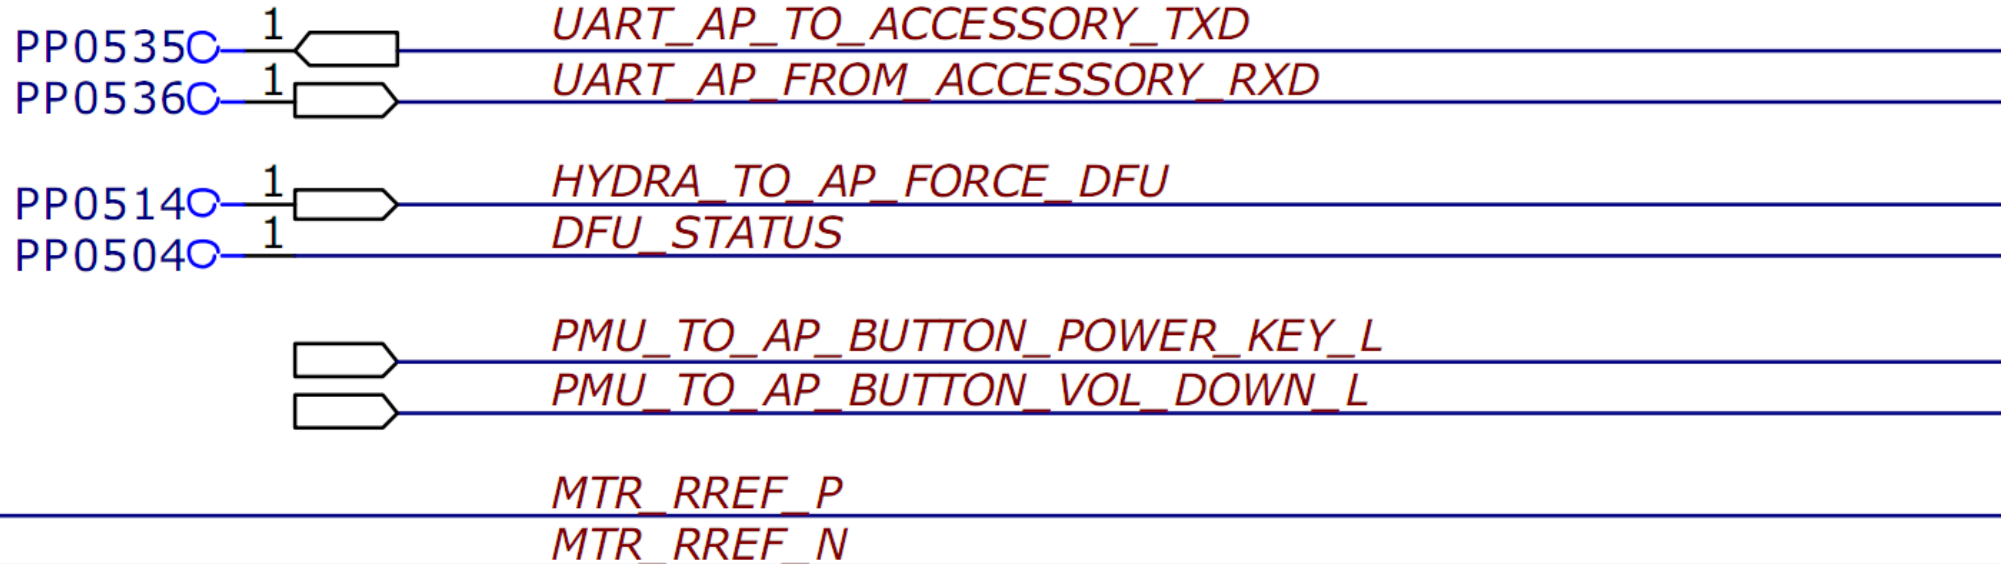 1 UART_AP_TO_ACCESSORY_TXD
PP0535
1 UART_AP_FROM_ACCESSORY_RXD
PP0536
1 HYDRA_TO_AP_FORCE_DFU
PP0514
1 DFU_STATUS
PP0504
PMU_TO_AP_BUTTON_POWER_KEY_L
PMU_TO_AP_BUTTON_VOL_DOWN_L
MTR_RREF_P
MTR_RREF_N